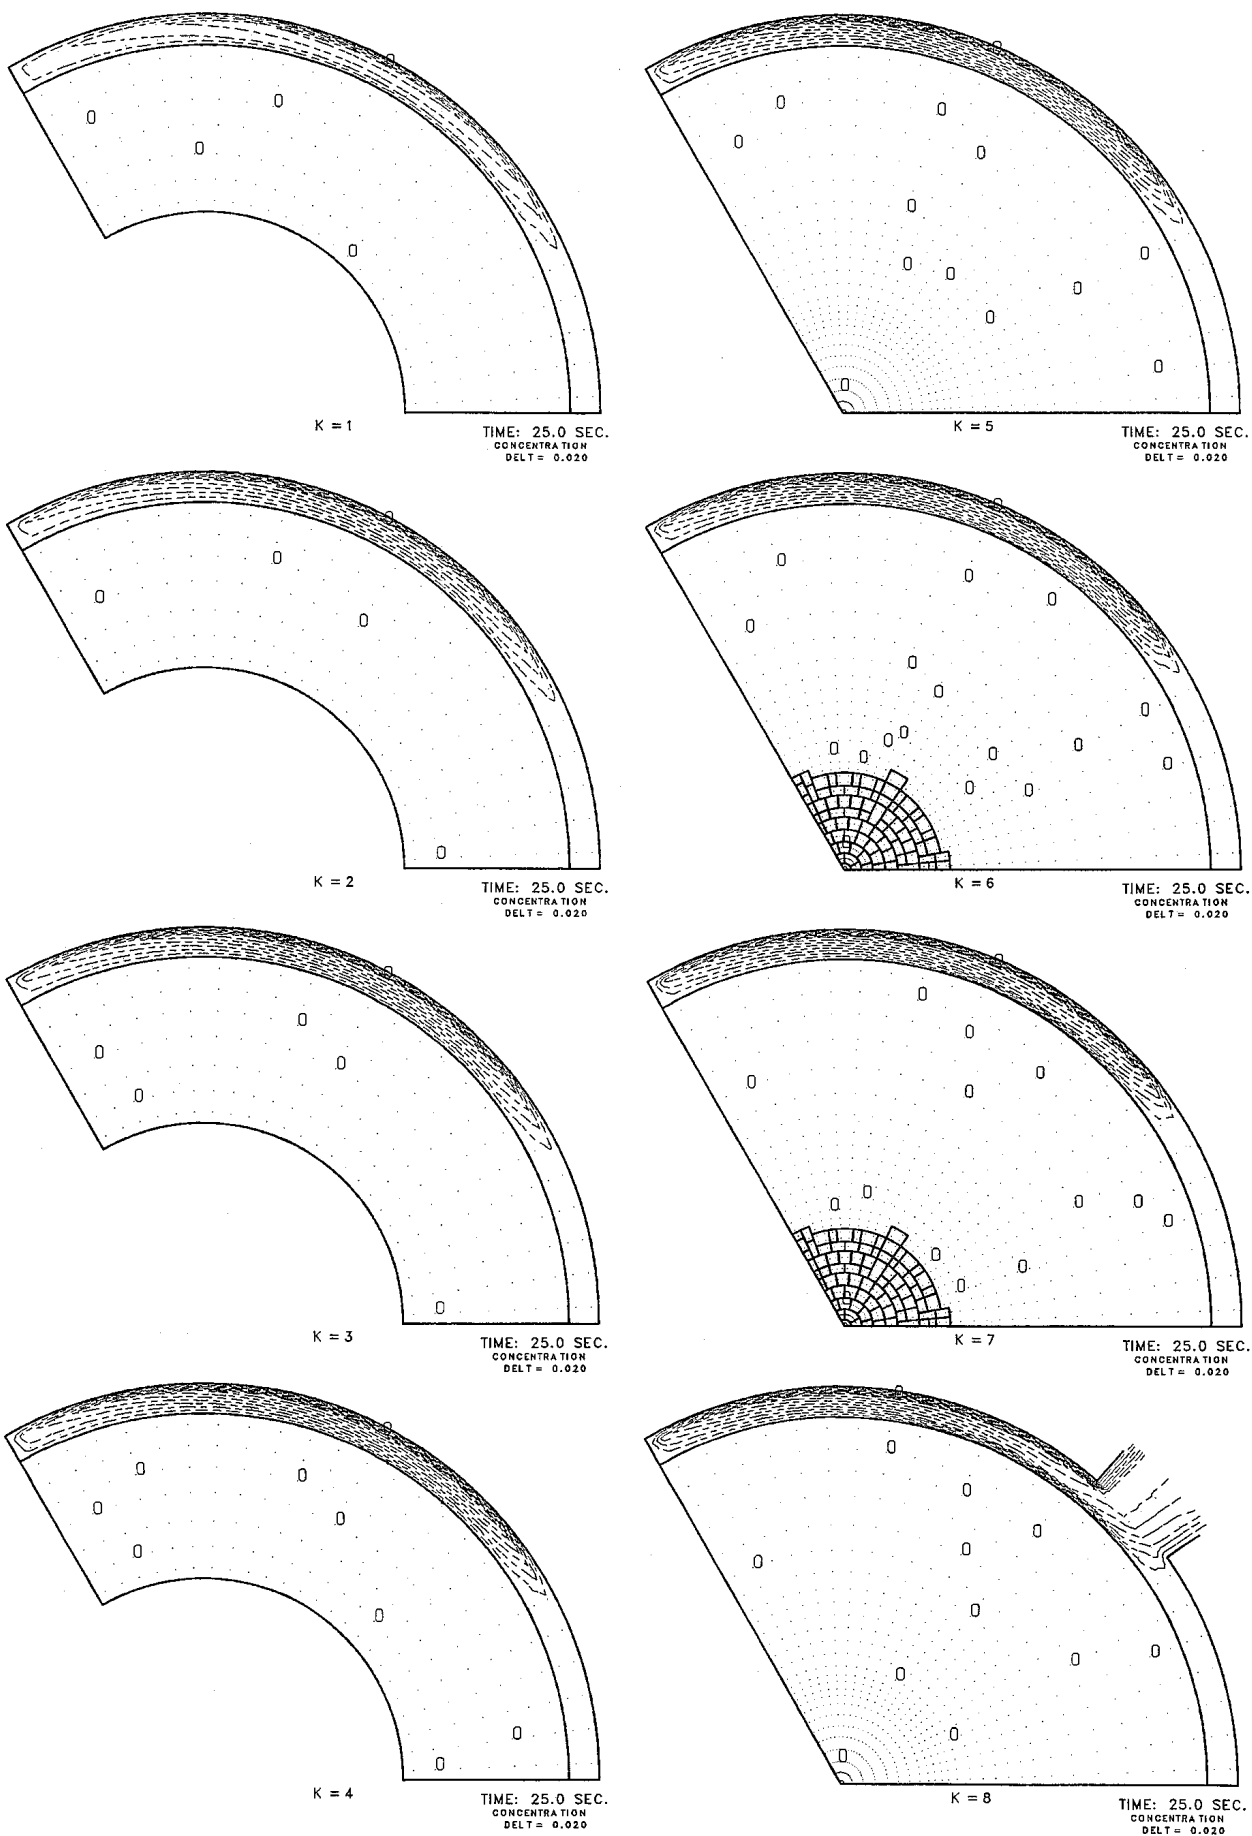 K = 1
TIME: 25.0 SEC.
CONCENTRATION
DELT = 0.020
K = 5
TIME: 25.0 SEC.
CONCENTRATION
DELT = 0.020
K = 2
TIME: 25.0 SEC.
CONCENTRATION
DELT = 0.020
K = 6
TIME: 25.0 SEC.
CONCENTRATION
DELT = 0.020
K = 3
TIME: 25.0 SEC.
CONCENTRATION
DELT = 0.020
K = 7
TIME: 25.0 SEC.
CONCENTRATION
DELT = 0.020
K = 4
TIME: 25.0 SEC.
CONCENTRATION
DELT = 0.020
K = 8
TIME: 25.0 SEC.
CONCENTRATION
DELT = 0.020